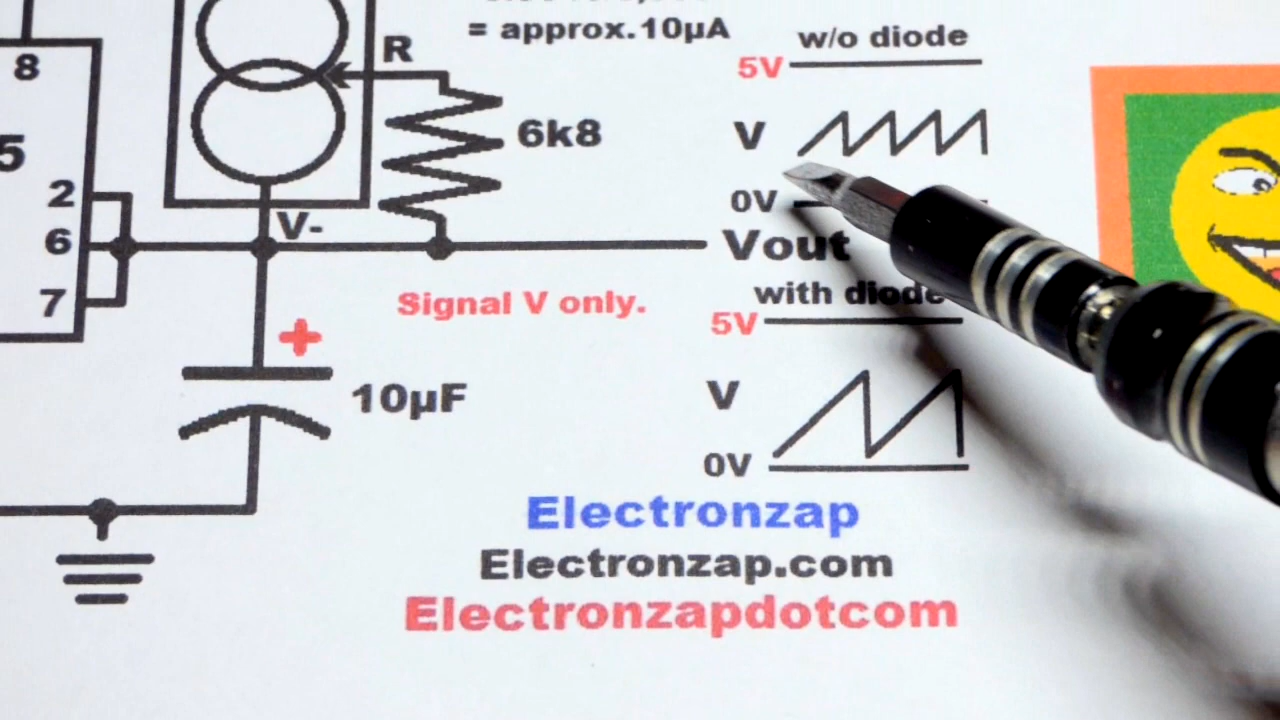 = approx.10µA
w/o diode
5V
R
8
6k8
V
5
2
0V
V-
6
Vout
with diode
7
Signal V only.
5V
+
10µF
V
0V
Electronzap
Electronzap.com
Electronzapdotcom